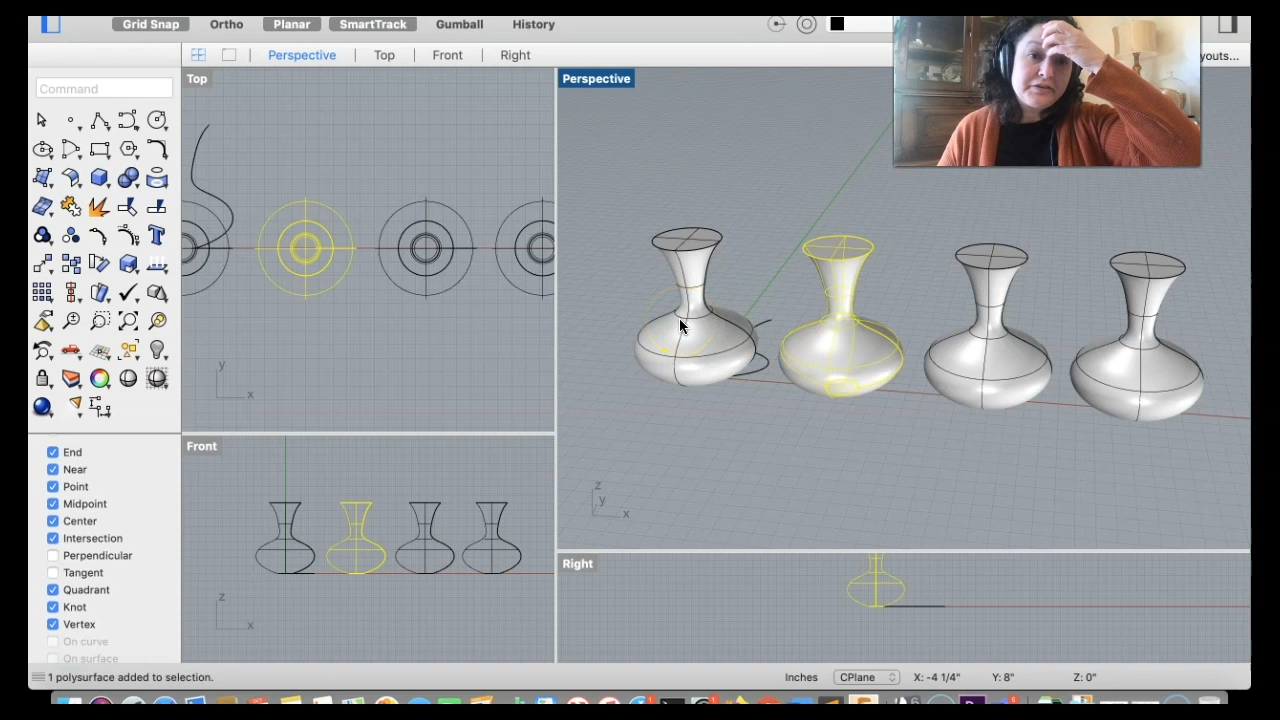 Grid Snap Ortho Planar SmartTrack Gumball History
Perspective Top Front Right youts...
Command
Top
Perspective
y
x
End
Near
Point
Midpoint
Center
Intersection
Perpendicular
Tangent
Quadrant
Knot
Vertex
On curve
On surface
Front
z
x
z
y
x
Right
1 polysurface added to selection. Inches CPlane X: -4 1/4" Y: 8" Z: 0"